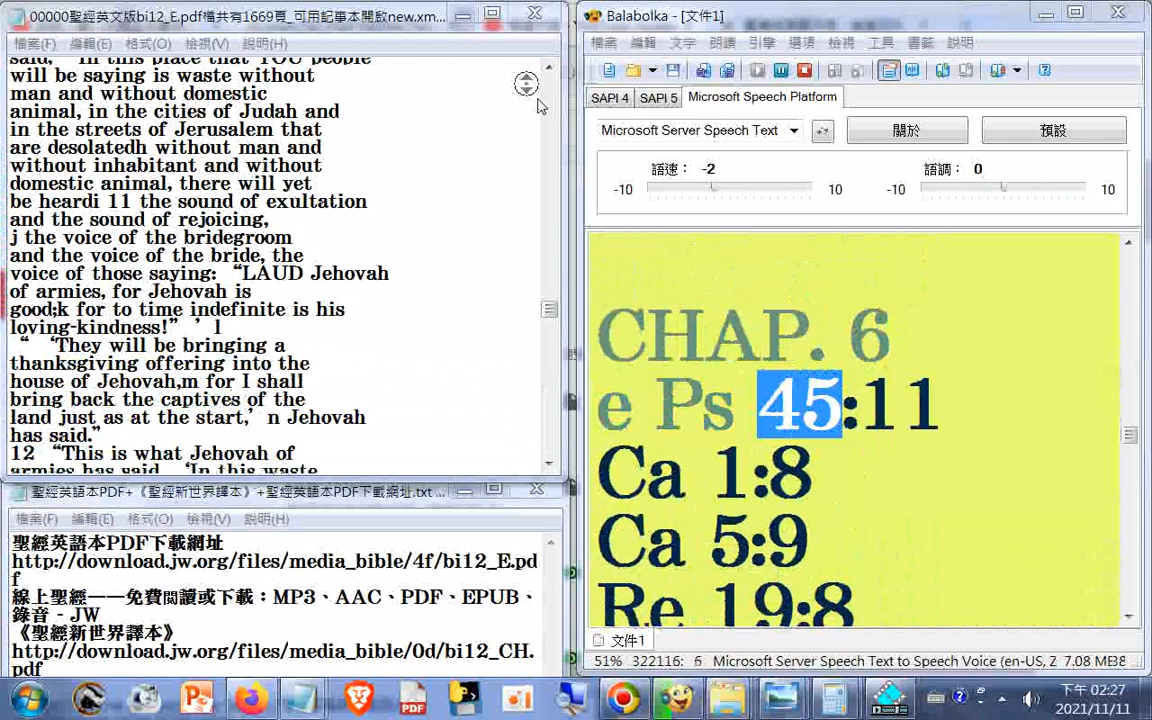 00000聖經英文版bi12_E.pdf檔共有1669頁_可用記事本開啟new.xm...
檔案(F) 編輯(E) 格式(O) 檢視(V) 說明(H)
said, “'In this place that YOU people
will be saying is waste without
man and without domestic
animal, in the cities of Judah and
in the streets of Jerusalem that
are desolatedh without man and
without inhabitant and without
domestic animal, there will yet
be heardi 11 the sound of exultation
and the sound of rejoicing,
j the voice of the bridegroom
and the voice of the bride, the
voice of those saying: “LAUD Jehovah
of armies, for Jehovah is
good;k for to time indefinite is his
loving-kindness!” ’l
“ ‘They will be bringing a
thanksgiving offering into the
house of Jehovah,m for I shall
bring back the captives of the
land just as at the start,’n Jehovah
has said.”
12 “This is what Jehovah of
armies has said, ‘In this waste
聖經英語本PDF+《聖經新世界譯本》+聖經英語本PDF下載網址.txt ...
檔案(F) 編輯(E) 格式(O) 檢視(V) 說明(H)
聖經英語本PDF下載網址
http://download.jw.org/files/media_bible/4f/bi12_E.pd
f
線上聖經——免費閱讀或下載：MP3、AAC、PDF、EPUB、
錄音 - JW
《聖經新世界譯本》
http://download.jw.org/files/media_bible/0d/bi12_CH.
pdf
Balabolka - [文件1]
檔案 編輯 文字 朗讀 引擎 選項 檢視 工具 書籤 說明
SAPI 4 SAPI 5 Microsoft Speech Platform
Microsoft Server Speech Text 關於 預設
語速： -2 語調： 0
-10 10 -10 10
CHAP. 6
e Ps 45:11
Ca 1:8
Ca 5:9
Re 19:8
文件1
51% 322116: 6 Microsoft Server Speech Text to Speech Voice (en-US, Z 7.08 MB
下午 02:27
2021/11/11